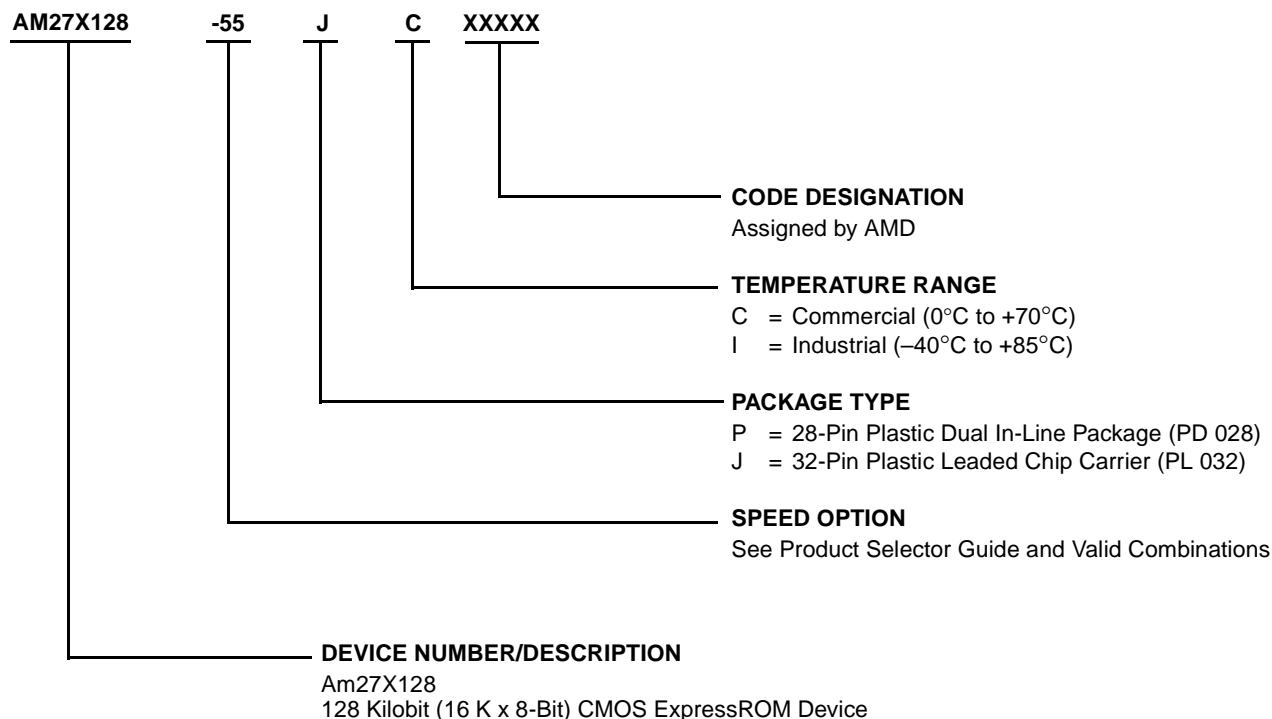 AM27X128 -55 J C XXXXX
CODE DESIGNATION
Assigned by AMD
TEMPERATURE RANGE
C = Commercial (0°C to +70°C)
I = Industrial (–40°C to +85°C)
PACKAGE TYPE
P = 28-Pin Plastic Dual In-Line Package (PD 028)
J = 32-Pin Plastic Leaded Chip Carrier (PL 032)
SPEED OPTION
See Product Selector Guide and Valid Combinations
DEVICE NUMBER/DESCRIPTION
Am27X128
128 Kilobit (16 K x 8-Bit) CMOS ExpressROM Device